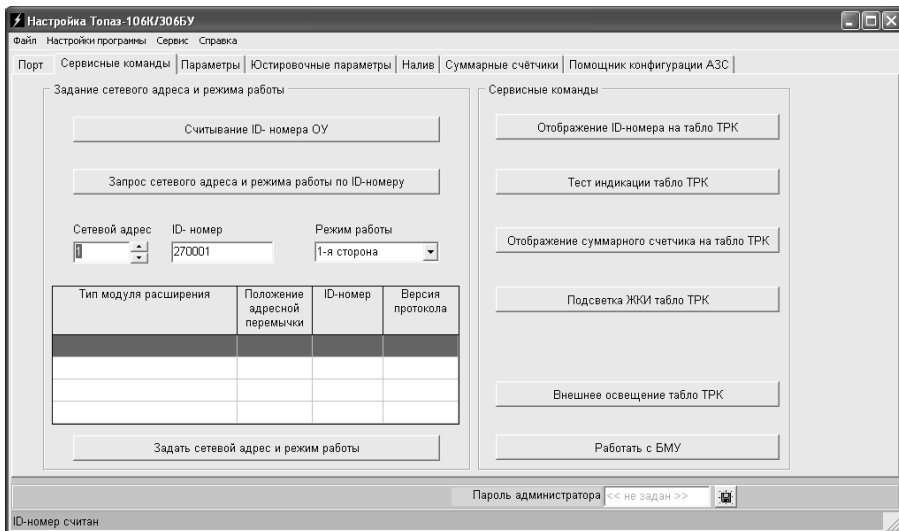 Настройка Топаз-106К/306БУ
Файл Настройки программы Сервис Справка
Порт Сервисные команды Параметры Юстировочные параметры Налив Суммарные счётчики Помощник конфигурации АЗС
Задание сетевого адреса и режима работы
Считывание ID- номера ОУ
Запрос сетевого адреса и режима работы по ID-номеру
Сетевой адрес ID- номер Режим работы
1 270001 1-я сторона
Тип модуля расширения Положение адресной перемычки ID-номер Версия протокола
Задать сетевой адрес и режим работы
Сервисные команды
Отображение ID-номера на табло ТРК
Тест индикации табло ТРК
Отображение суммарного счетчика на табло ТРК
Подсветка ЖКИ табло ТРК
Внешнее освещение табло ТРК
Работать с БМУ
Пароль администратора << не задан >>
ID-номер считан